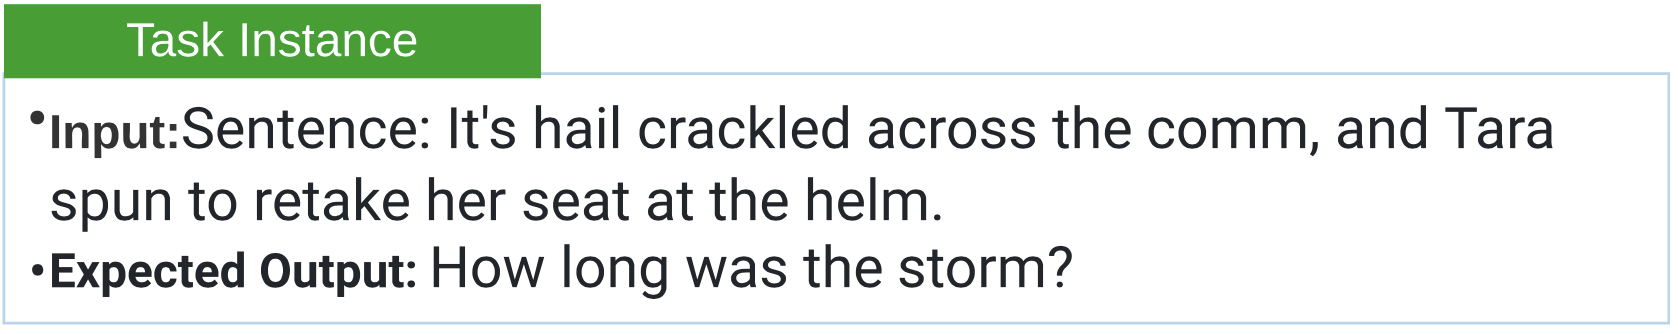 Task Instance
•Input:Sentence: It's hail crackled across the comm, and Tara
spun to retake her seat at the helm.
•Expected Output: How long was the storm?